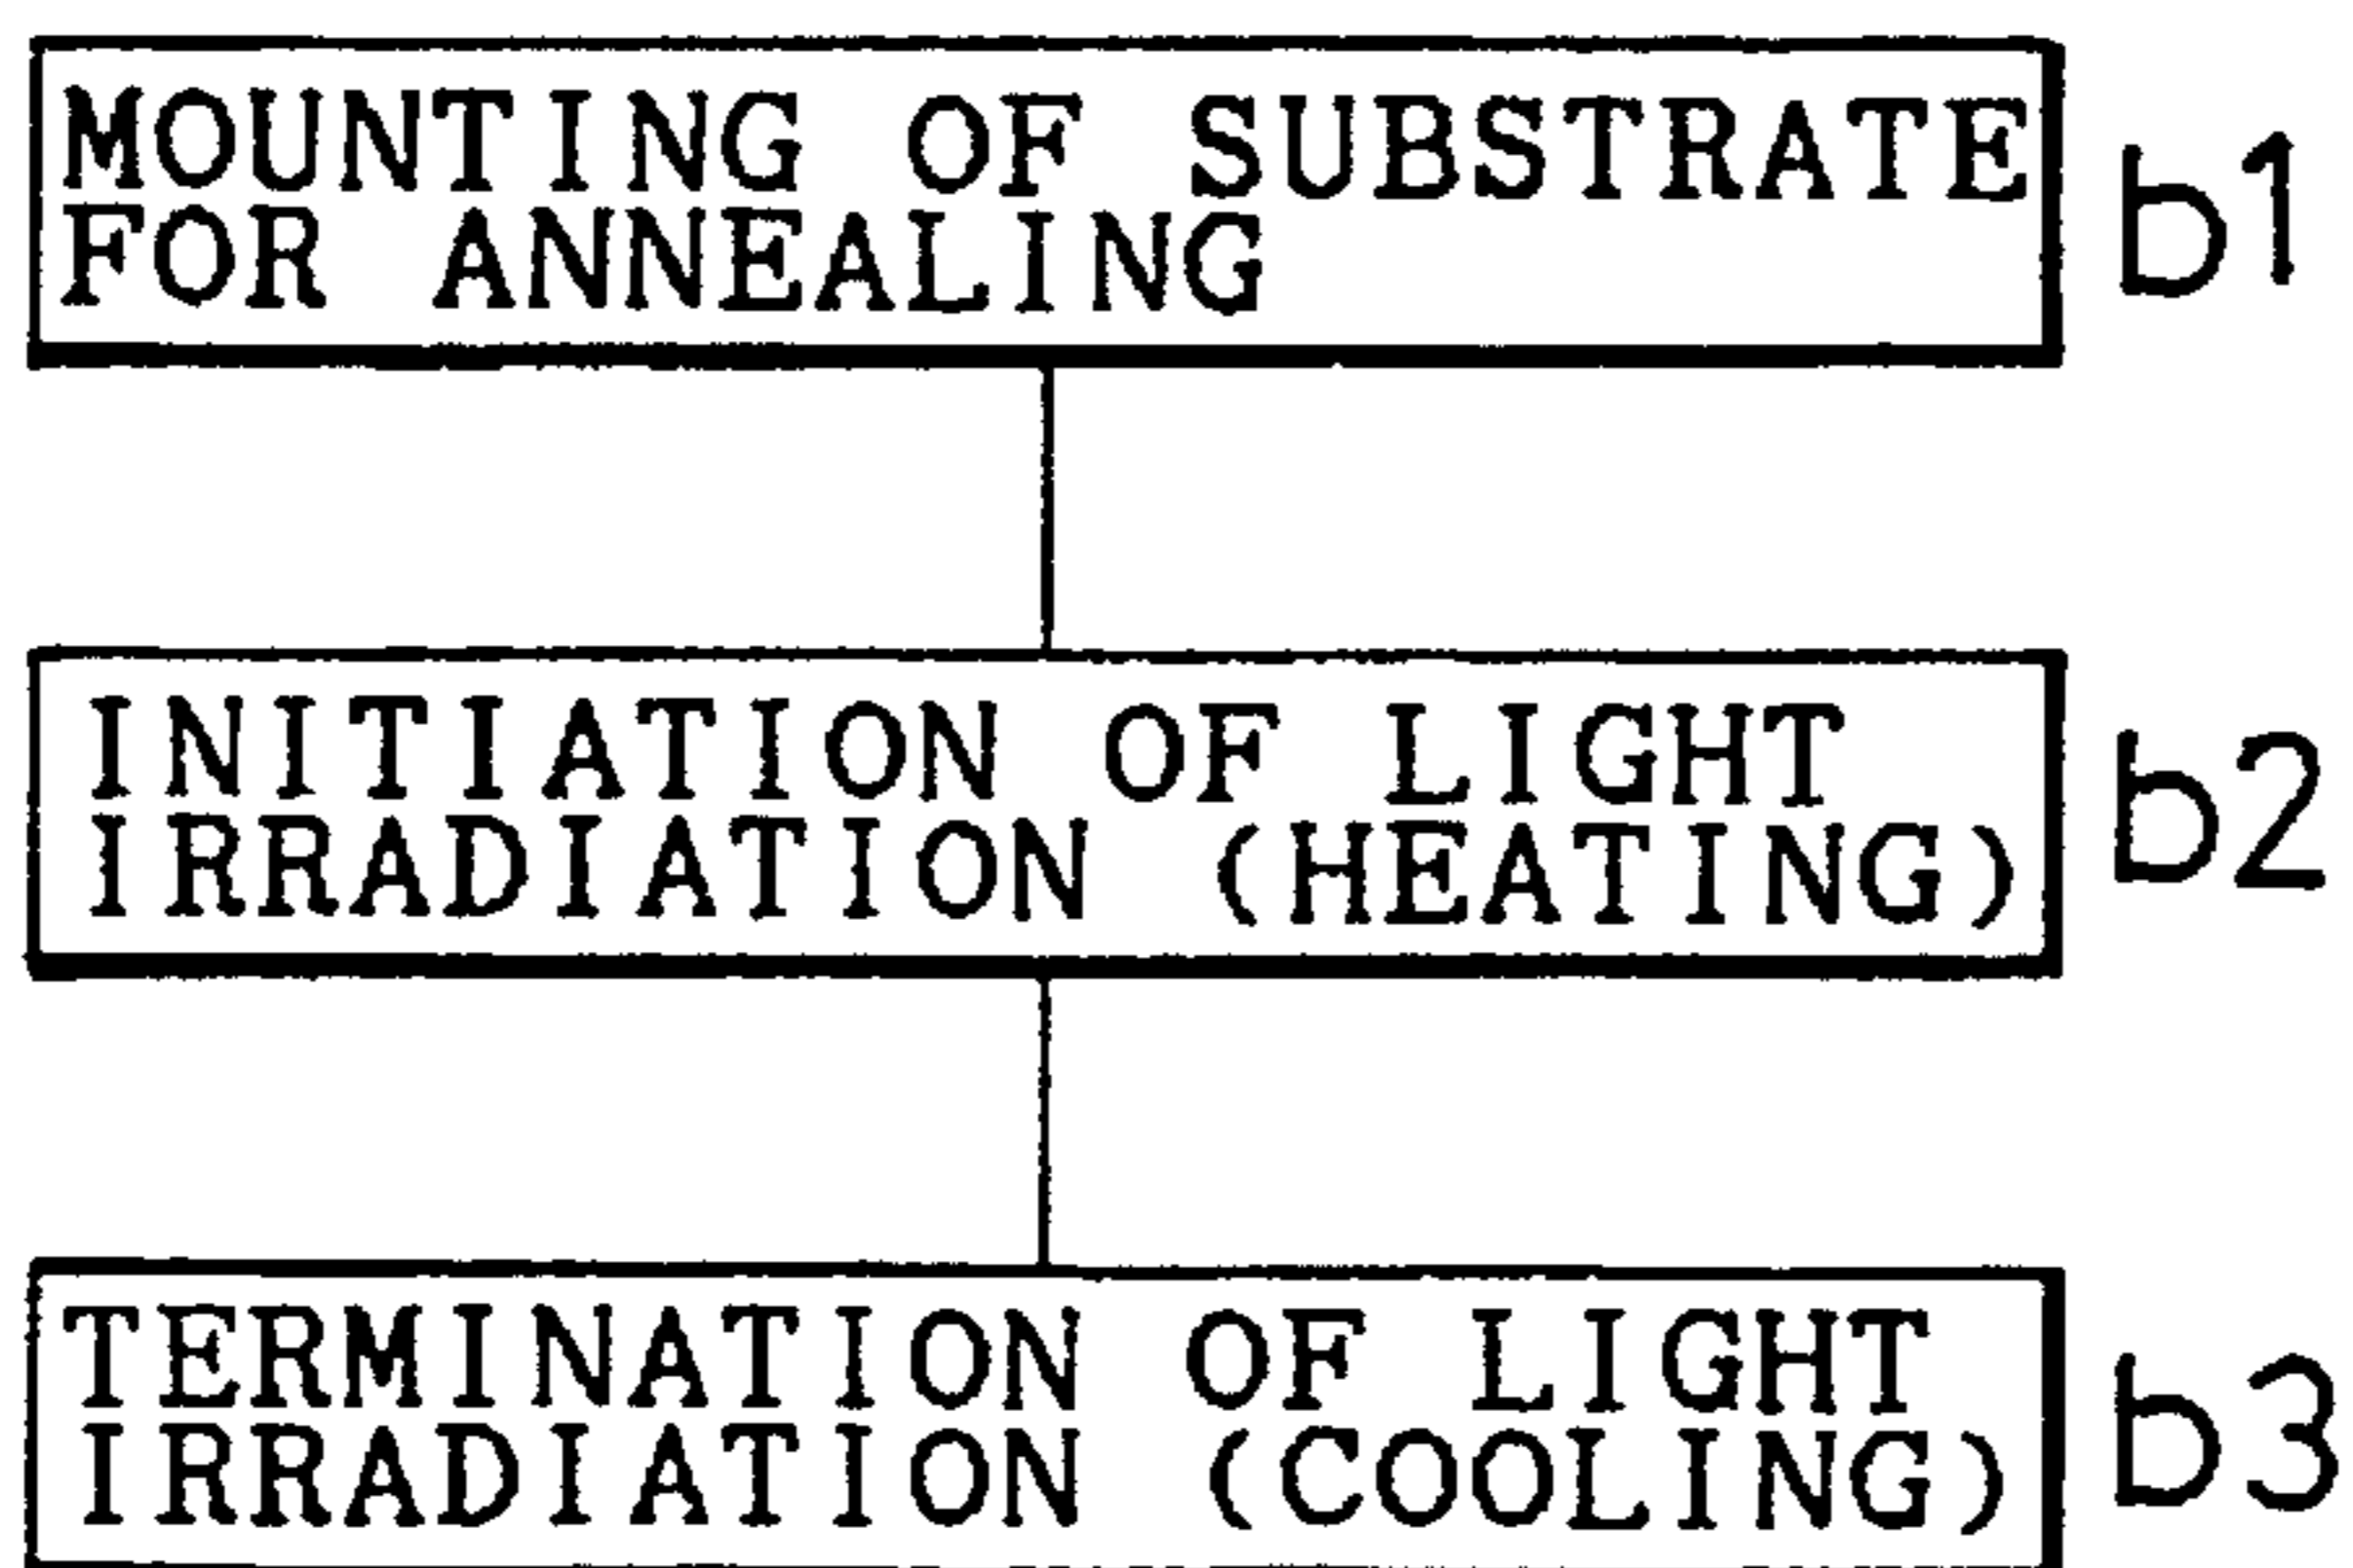 MOUNTING OF SUBSTRATE
FOR ANNEALING
b1
INITIATION OF LIGHT
IRRADIATION (HEATING)
b2
TERMINATION OF LIGHT
IRRADIATION (COOLING)
b3